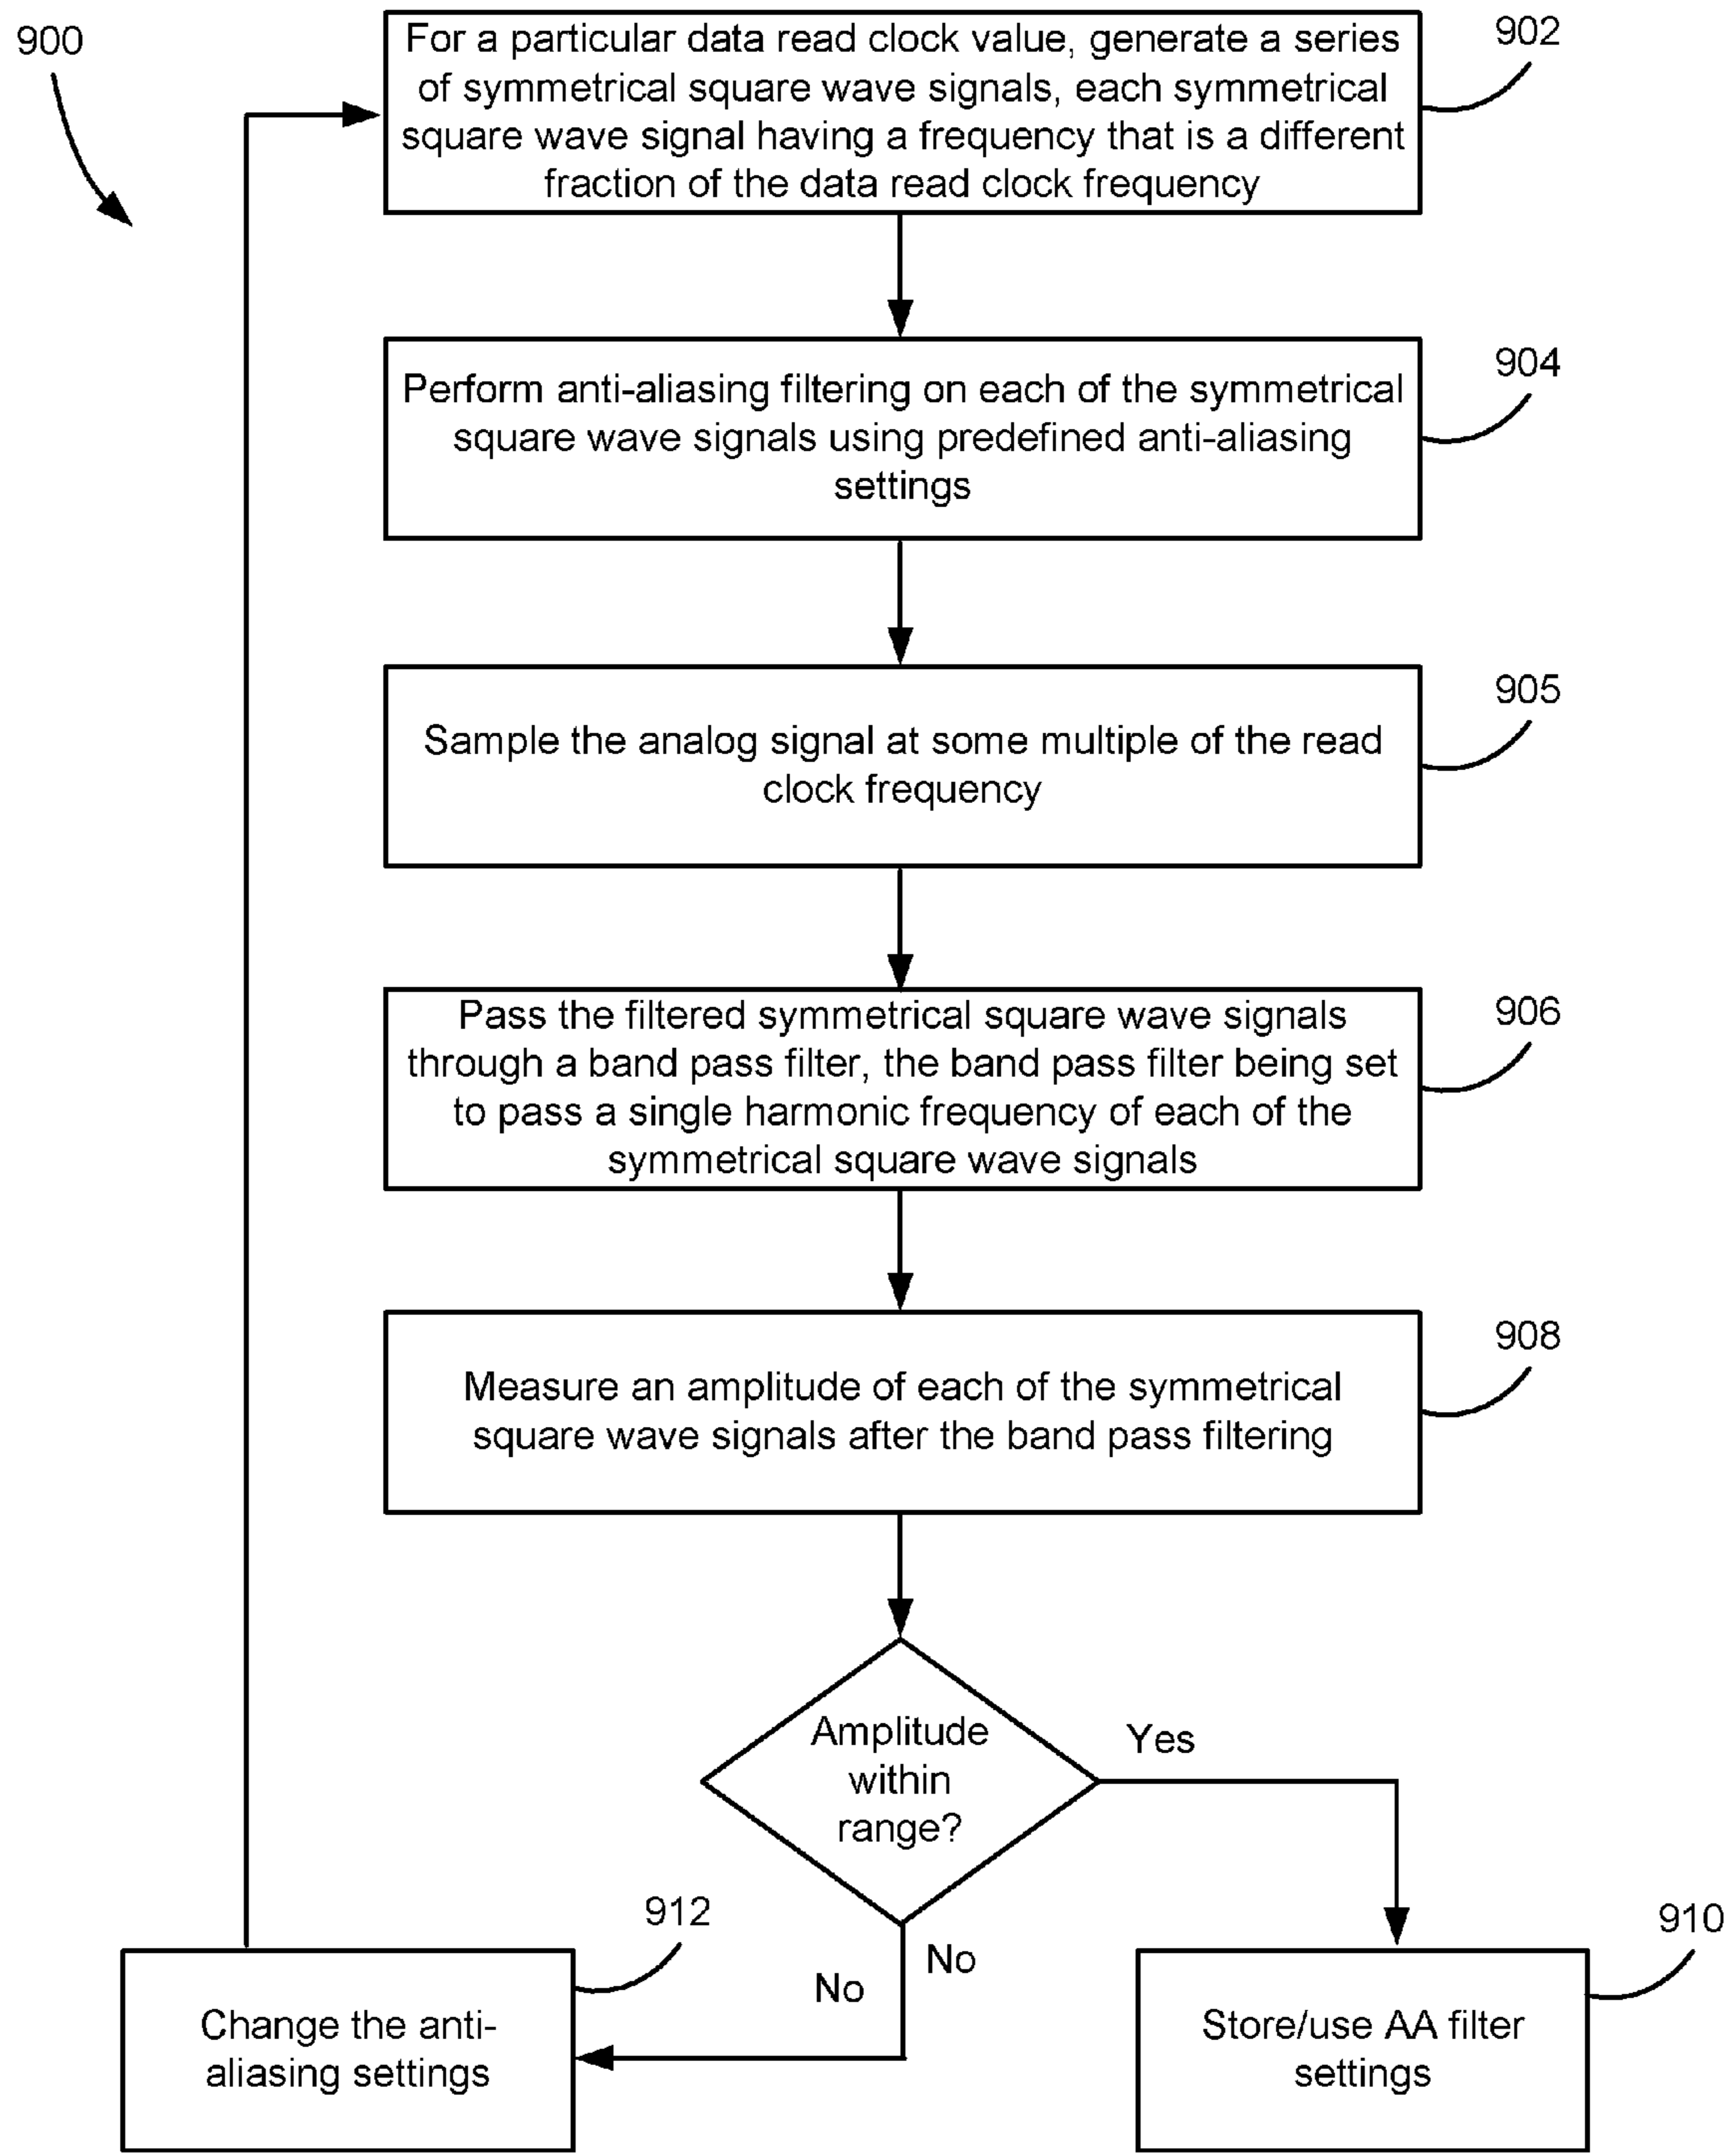 900
For a particular data read clock value, generate a series
of symmetrical square wave signals, each symmetrical
square wave signal having a frequency that is a different
fraction of the data read clock frequency
902
Perform anti-aliasing filtering on each of the symmetrical
square wave signals using predefined anti-aliasing
settings
904
Sample the analog signal at some multiple of the read
clock frequency
905
Pass the filtered symmetrical square wave signals
through a band pass filter, the band pass filter being set
to pass a single harmonic frequency of each of the
symmetrical square wave signals
906
Measure an amplitude of each of the symmetrical
square wave signals after the band pass filtering
908
Amplitude
within
range?
Yes
No
No
912
Change the anti-
aliasing settings
910
Store/use AA filter
settings